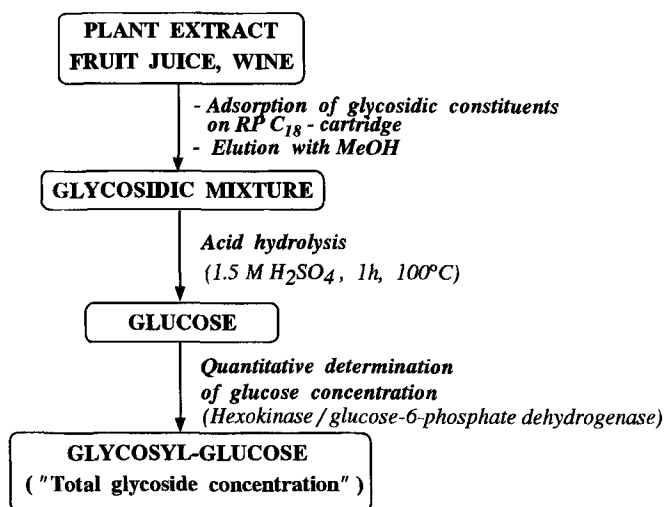 PLANT EXTRACT
FRUIT JUICE, WINE
- Adsorption of glycosidic constituents
on RP C18 - cartridge
- Elution with MeOH
GLYCOSIDIC MIXTURE
Acid hydrolysis
(1.5 M H2SO4, 1h, 100°C)
GLUCOSE
Quantitative determination
of glucose concentration
(Hexokinase / glucose-6-phosphate dehydrogenase)
GLYCOSYL-GLUCOSE
( "Total glycoside concentration" )